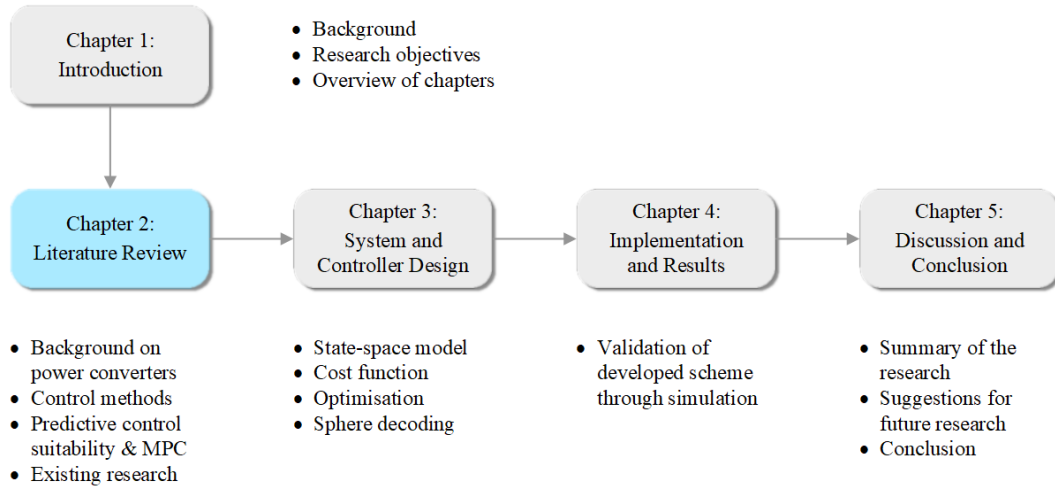 Chapter 1:
Introduction
• Background
• Research objectives
• Overview of chapters
Chapter 2:
Literature Review
Chapter 3:
System and
Controller Design
Chapter 4:
Implementation
and Results
Chapter 5:
Discussion and
Conclusion
• Background on
power converters
• Control methods
• Predictive control
suitability & MPC
• Existing research
• State-space model
• Cost function
• Optimisation
• Sphere decoding
• Validation of
developed scheme
through simulation
• Summary of the
research
• Suggestions for
future research
• Conclusion